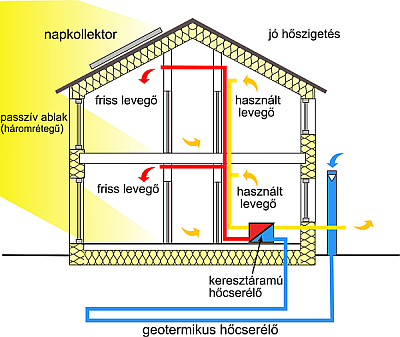 napkollektor
jó hőszigetés
passzív ablak
(háromrétegű)
friss levegő
használt
levegő
friss levegő
használt
levegő
keresztáramú
hőcserélő
geotermikus hőcserélő